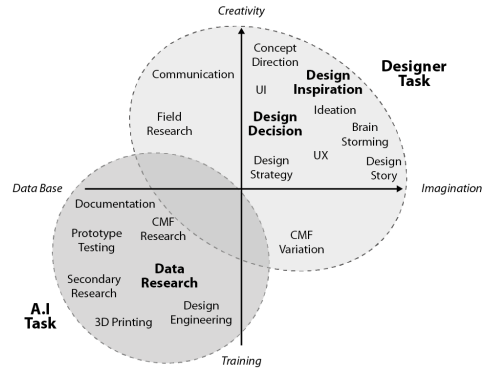 Creativity
Concept
Direction
Communication
Design
Inspiration
Designer
Task
UI
Ideation
Field
Research
Design
Decision
Brain
Storming
UX
Design
Strategy
Design
Story
Data Base
Imagination
Documentation
CMF
Research
Prototype
Testing
CMF
Variation
Data
Research
Secondary
Research
A.I
Task
Design
Engineering
3D Printing
Training